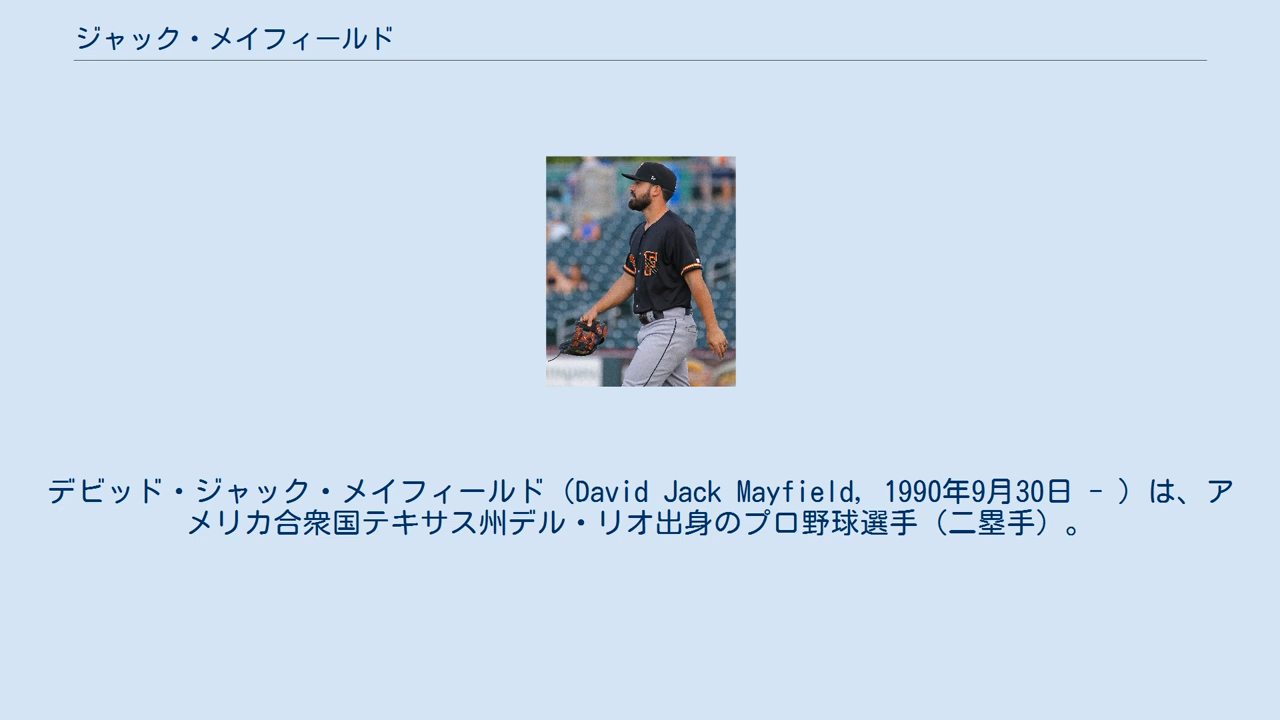 ジャック・メイフィールド
デビッド・ジャック・メイフィールド（David Jack Mayfield, 1990年9月30日 - ）は、ア
メリカ合衆国テキサス州デル・リオ出身のプロ野球選手（二塁手）。